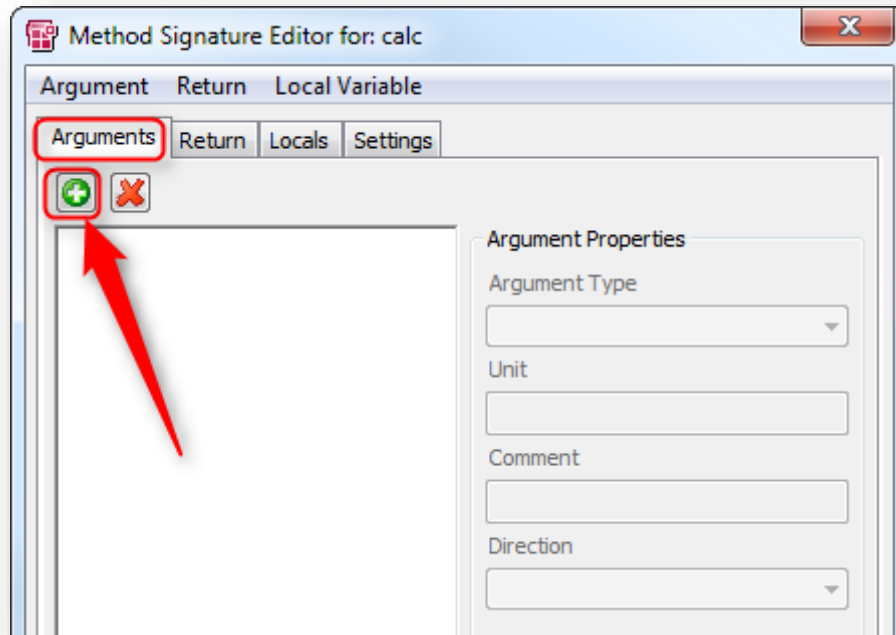 Method Signature Editor for: calc
Argument Return Local Variable
Arguments Return Locals Settings
Argument Properties
Argument Type
Unit
Comment
Direction